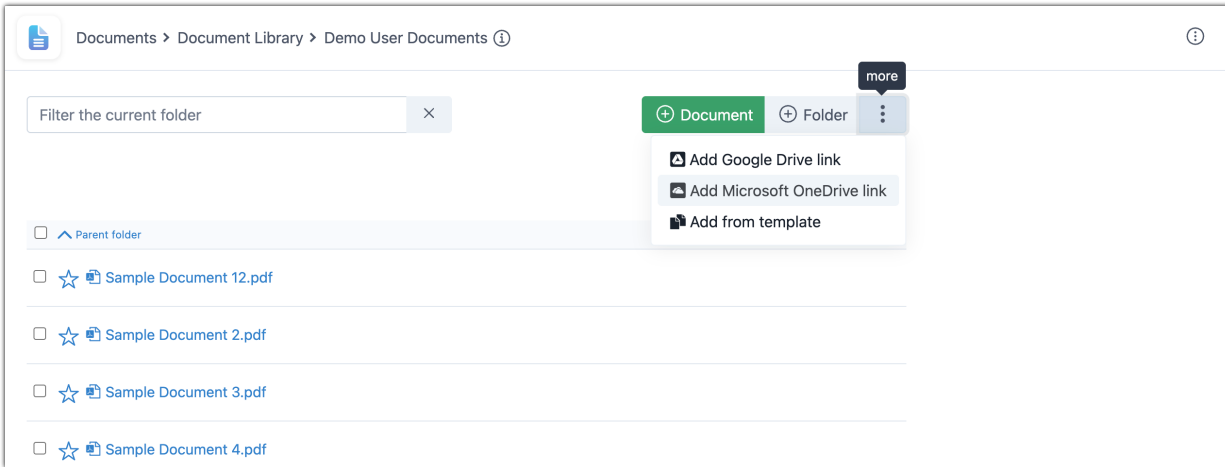 Documents > Document Library > Demo User Documents
more
Filter the current folder
Document
Folder
Add Google Drive link
Add Microsoft OneDrive link
Add from template
Parent folder
Sample Document 12.pdf
Sample Document 2.pdf
Sample Document 3.pdf
Sample Document 4.pdf